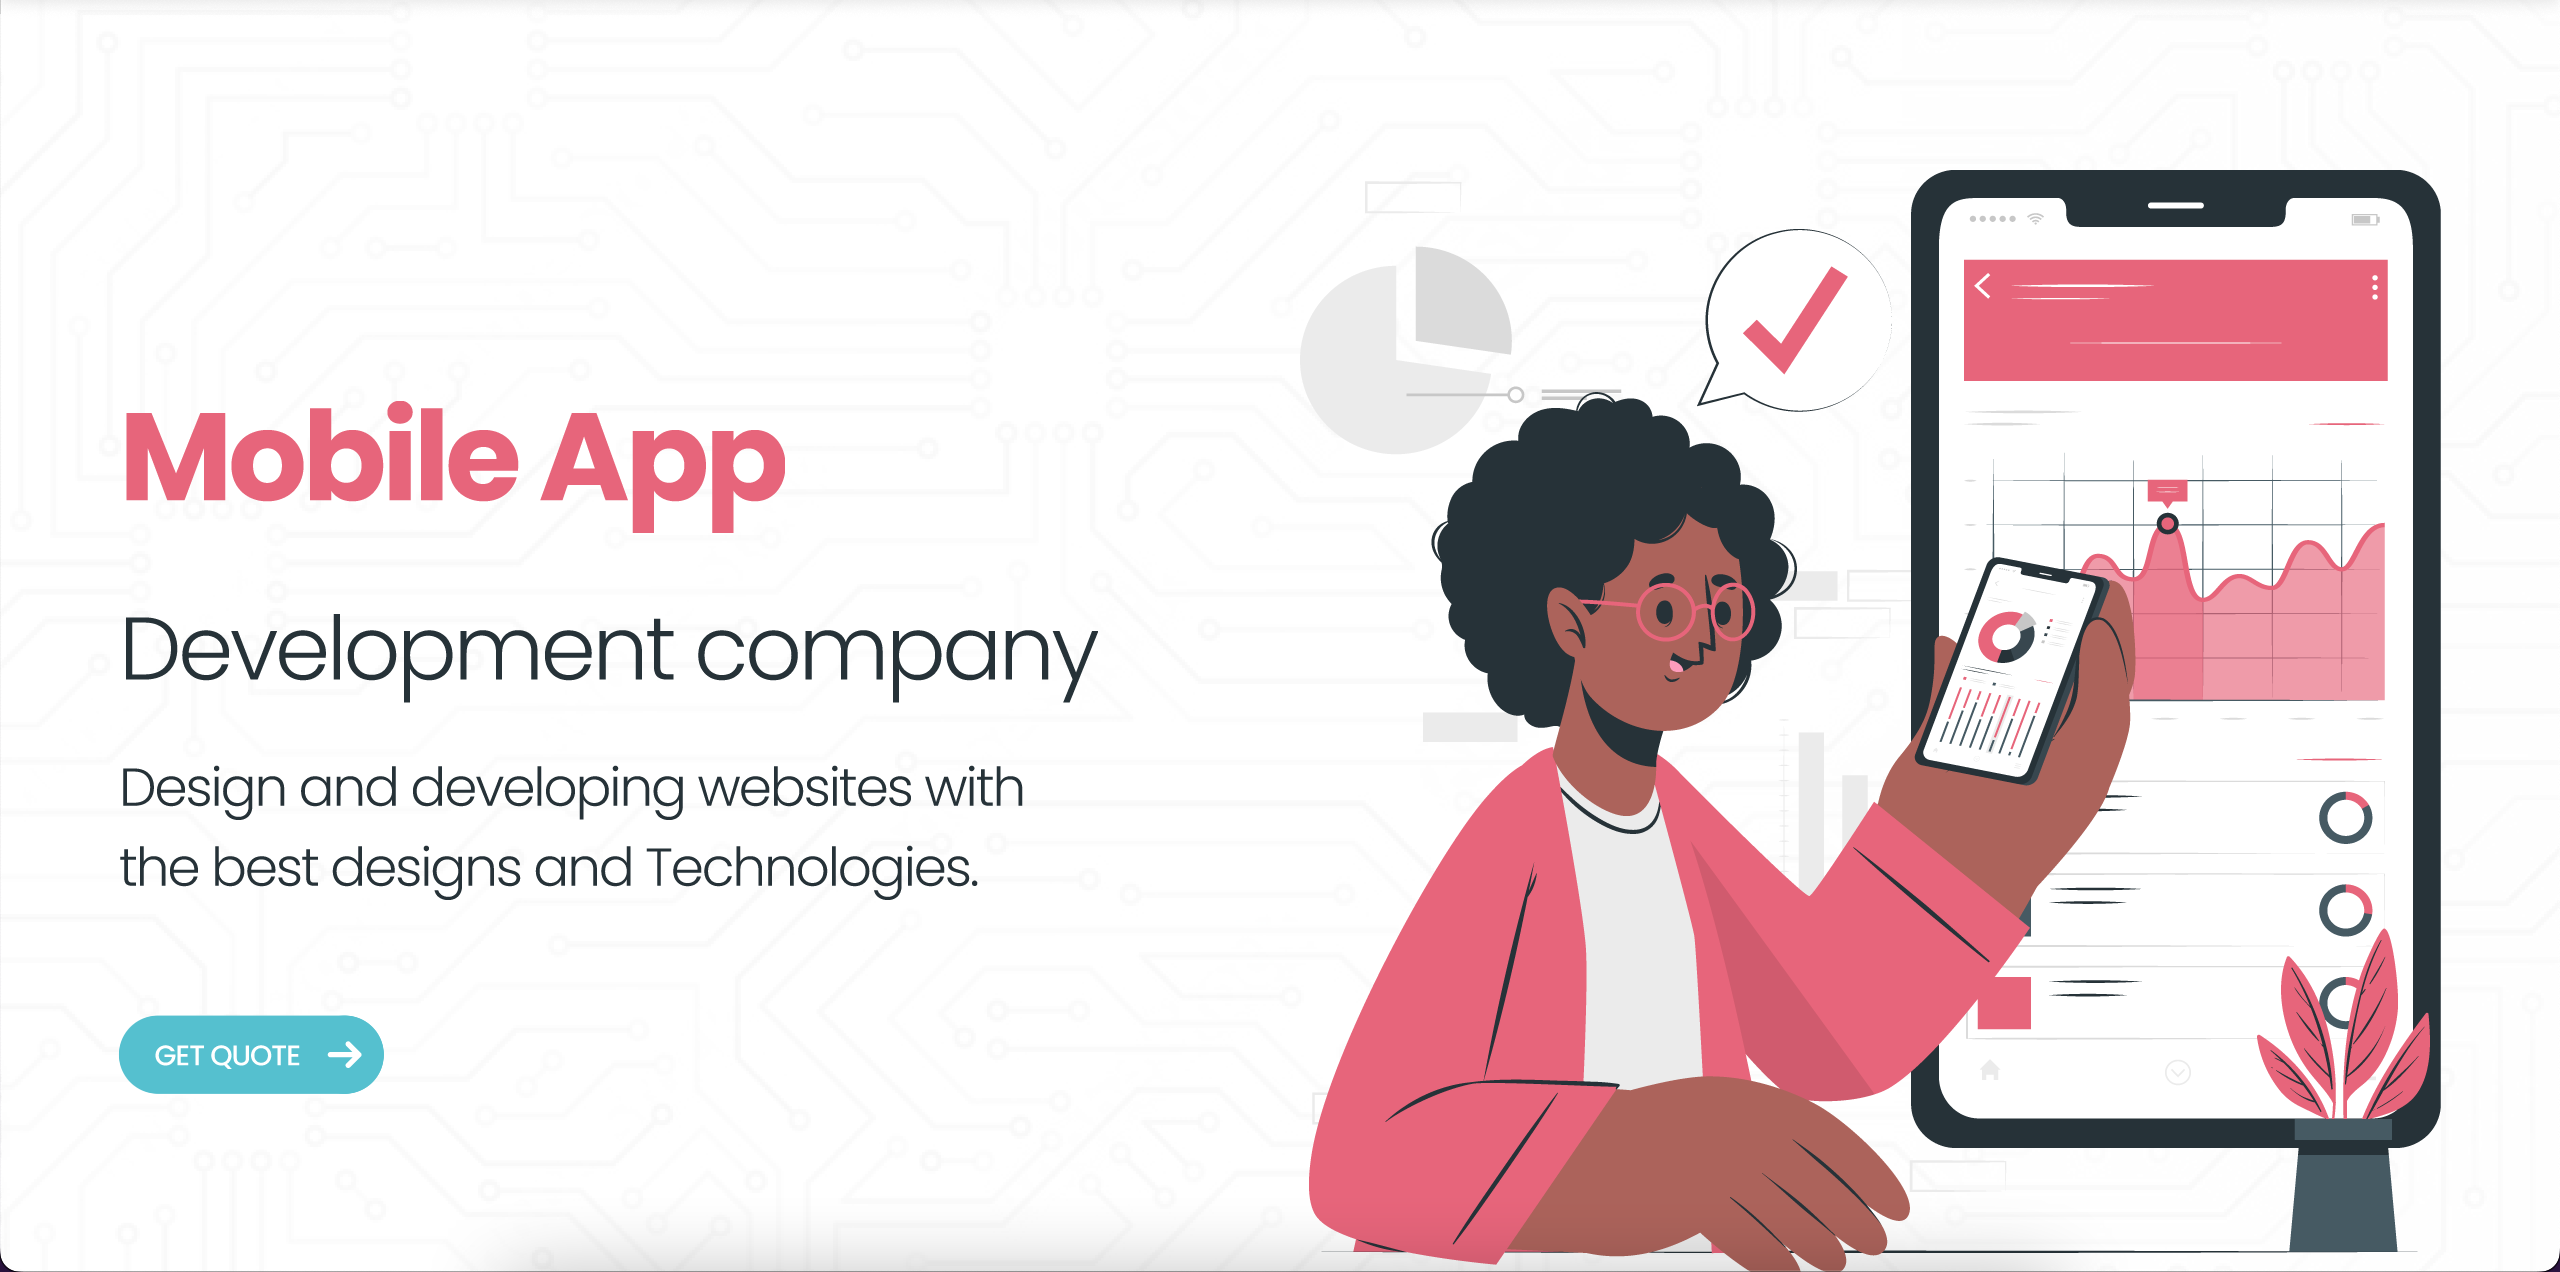 Mobile App
Development company
Design and developing websites with
the best designs and Technologies.
GET QUOTE